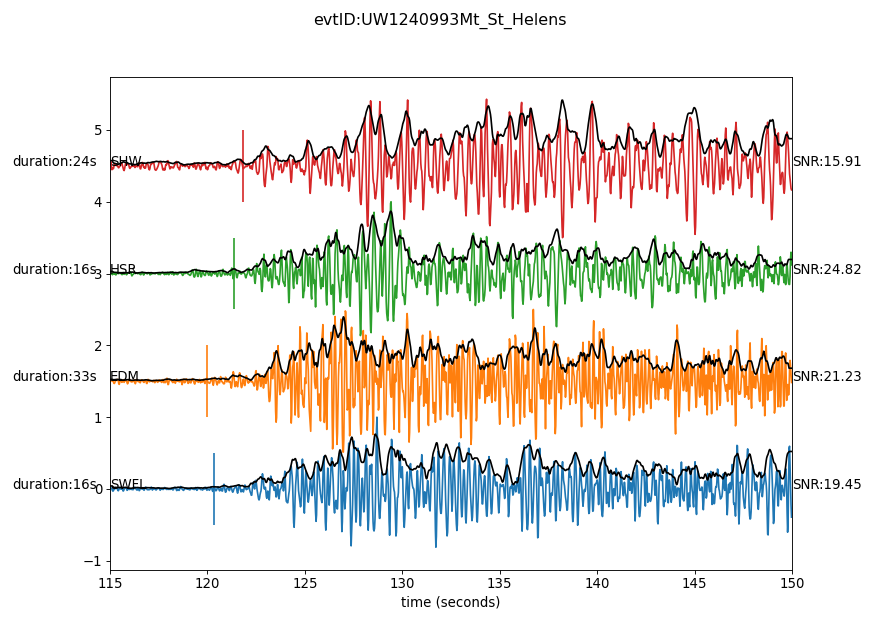 evtID:UW1240993Mt_St_Helens
5
duration:24s SHW SNR:15.91
4
duration:16s HSR SNR:24.82
3
2
duration:33s EDM SNR:21.23
1
duration:16s SWFL SNR:19.45
0
−1
115 120 125 130 135 140 145 150
time (seconds)